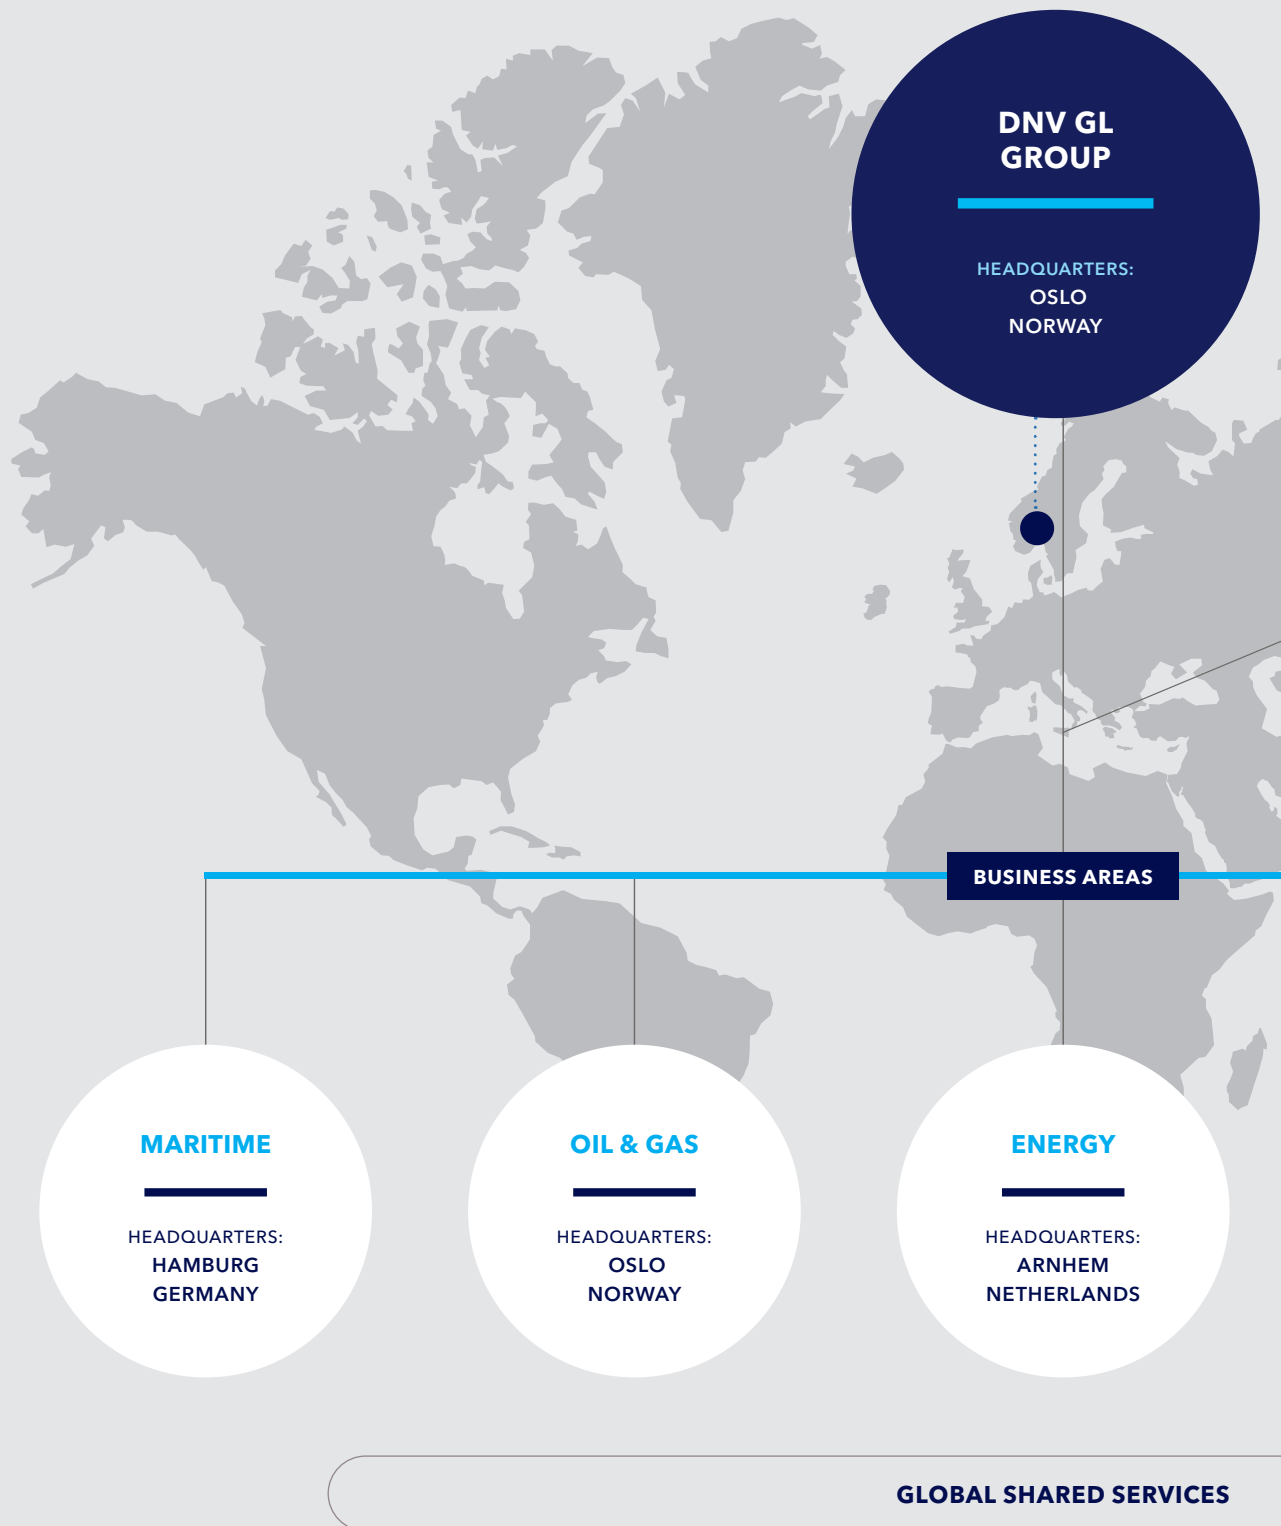 DNV GL
GROUP
HEADQUARTERS:
OSLO
NORWAY
BUSINESS AREAS
MARITIME
HEADQUARTERS:
HAMBURG
GERMANY
OIL & GAS
HEADQUARTERS:
OSLO
NORWAY
ENERGY
HEADQUARTERS:
ARNHEM
NETHERLANDS
GLOBAL SHARED SERVICES